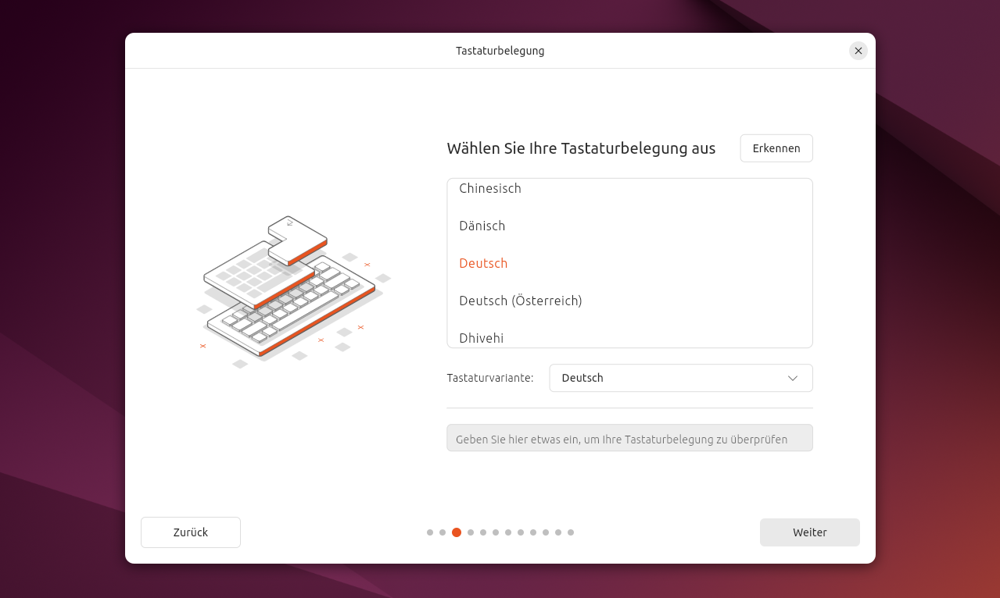 Tastaturbelegung
Wählen Sie Ihre Tastaturbelegung aus
Erkennen
Chinesisch
Dänisch
Deutsch
Deutsch (Österreich)
Dhivehi
Tastaturvariante: Deutsch
Geben Sie hier etwas ein, um Ihre Tastaturbelegung zu überprüfen
Zurück
Weiter